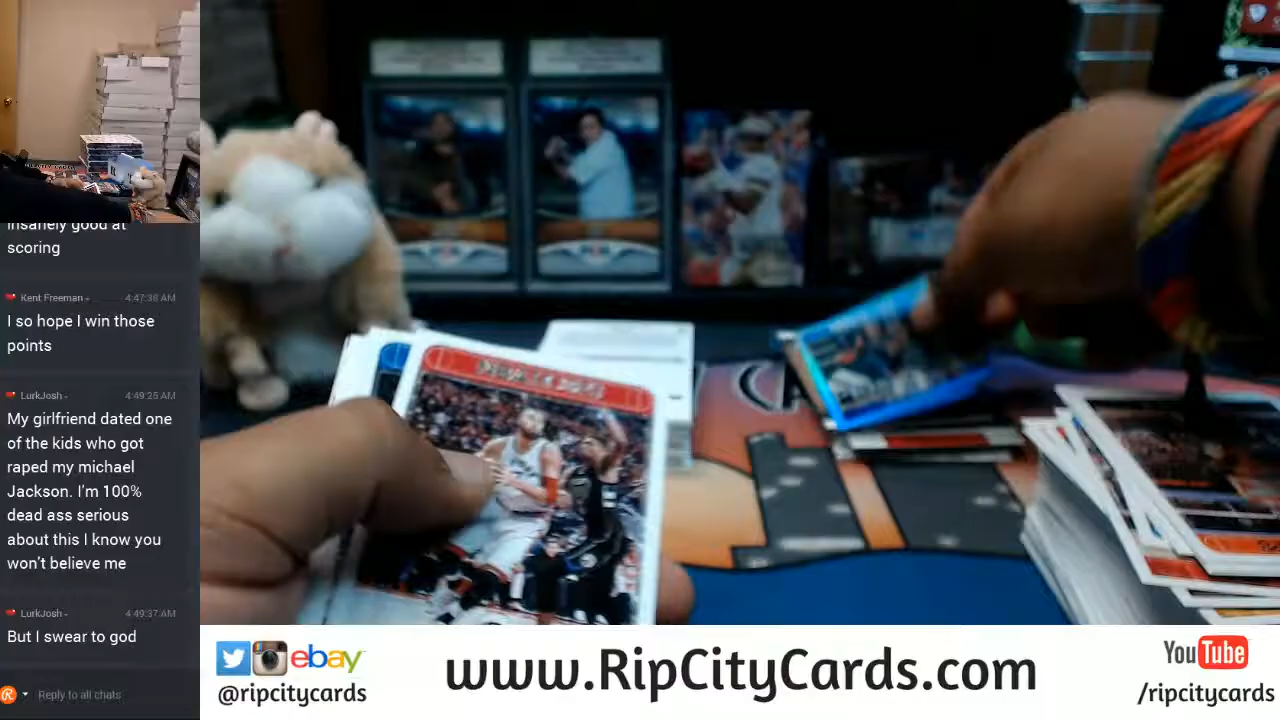 insanely good at
scoring
Kent Freeman 4:47:38 AM
I so hope I win those
points
LurkJosh 4:49:25 AM
My girlfriend dated one
of the kids who got
raped my michael
Jackson. I'm 100%
dead ass serious
about this I know you
won't believe me
LurkJosh 4:49:37 AM
But I swear to god
Reply to all chats
ebay
@ripcitycards
www.RipCityCards.com
YouTube
/ripcitycards